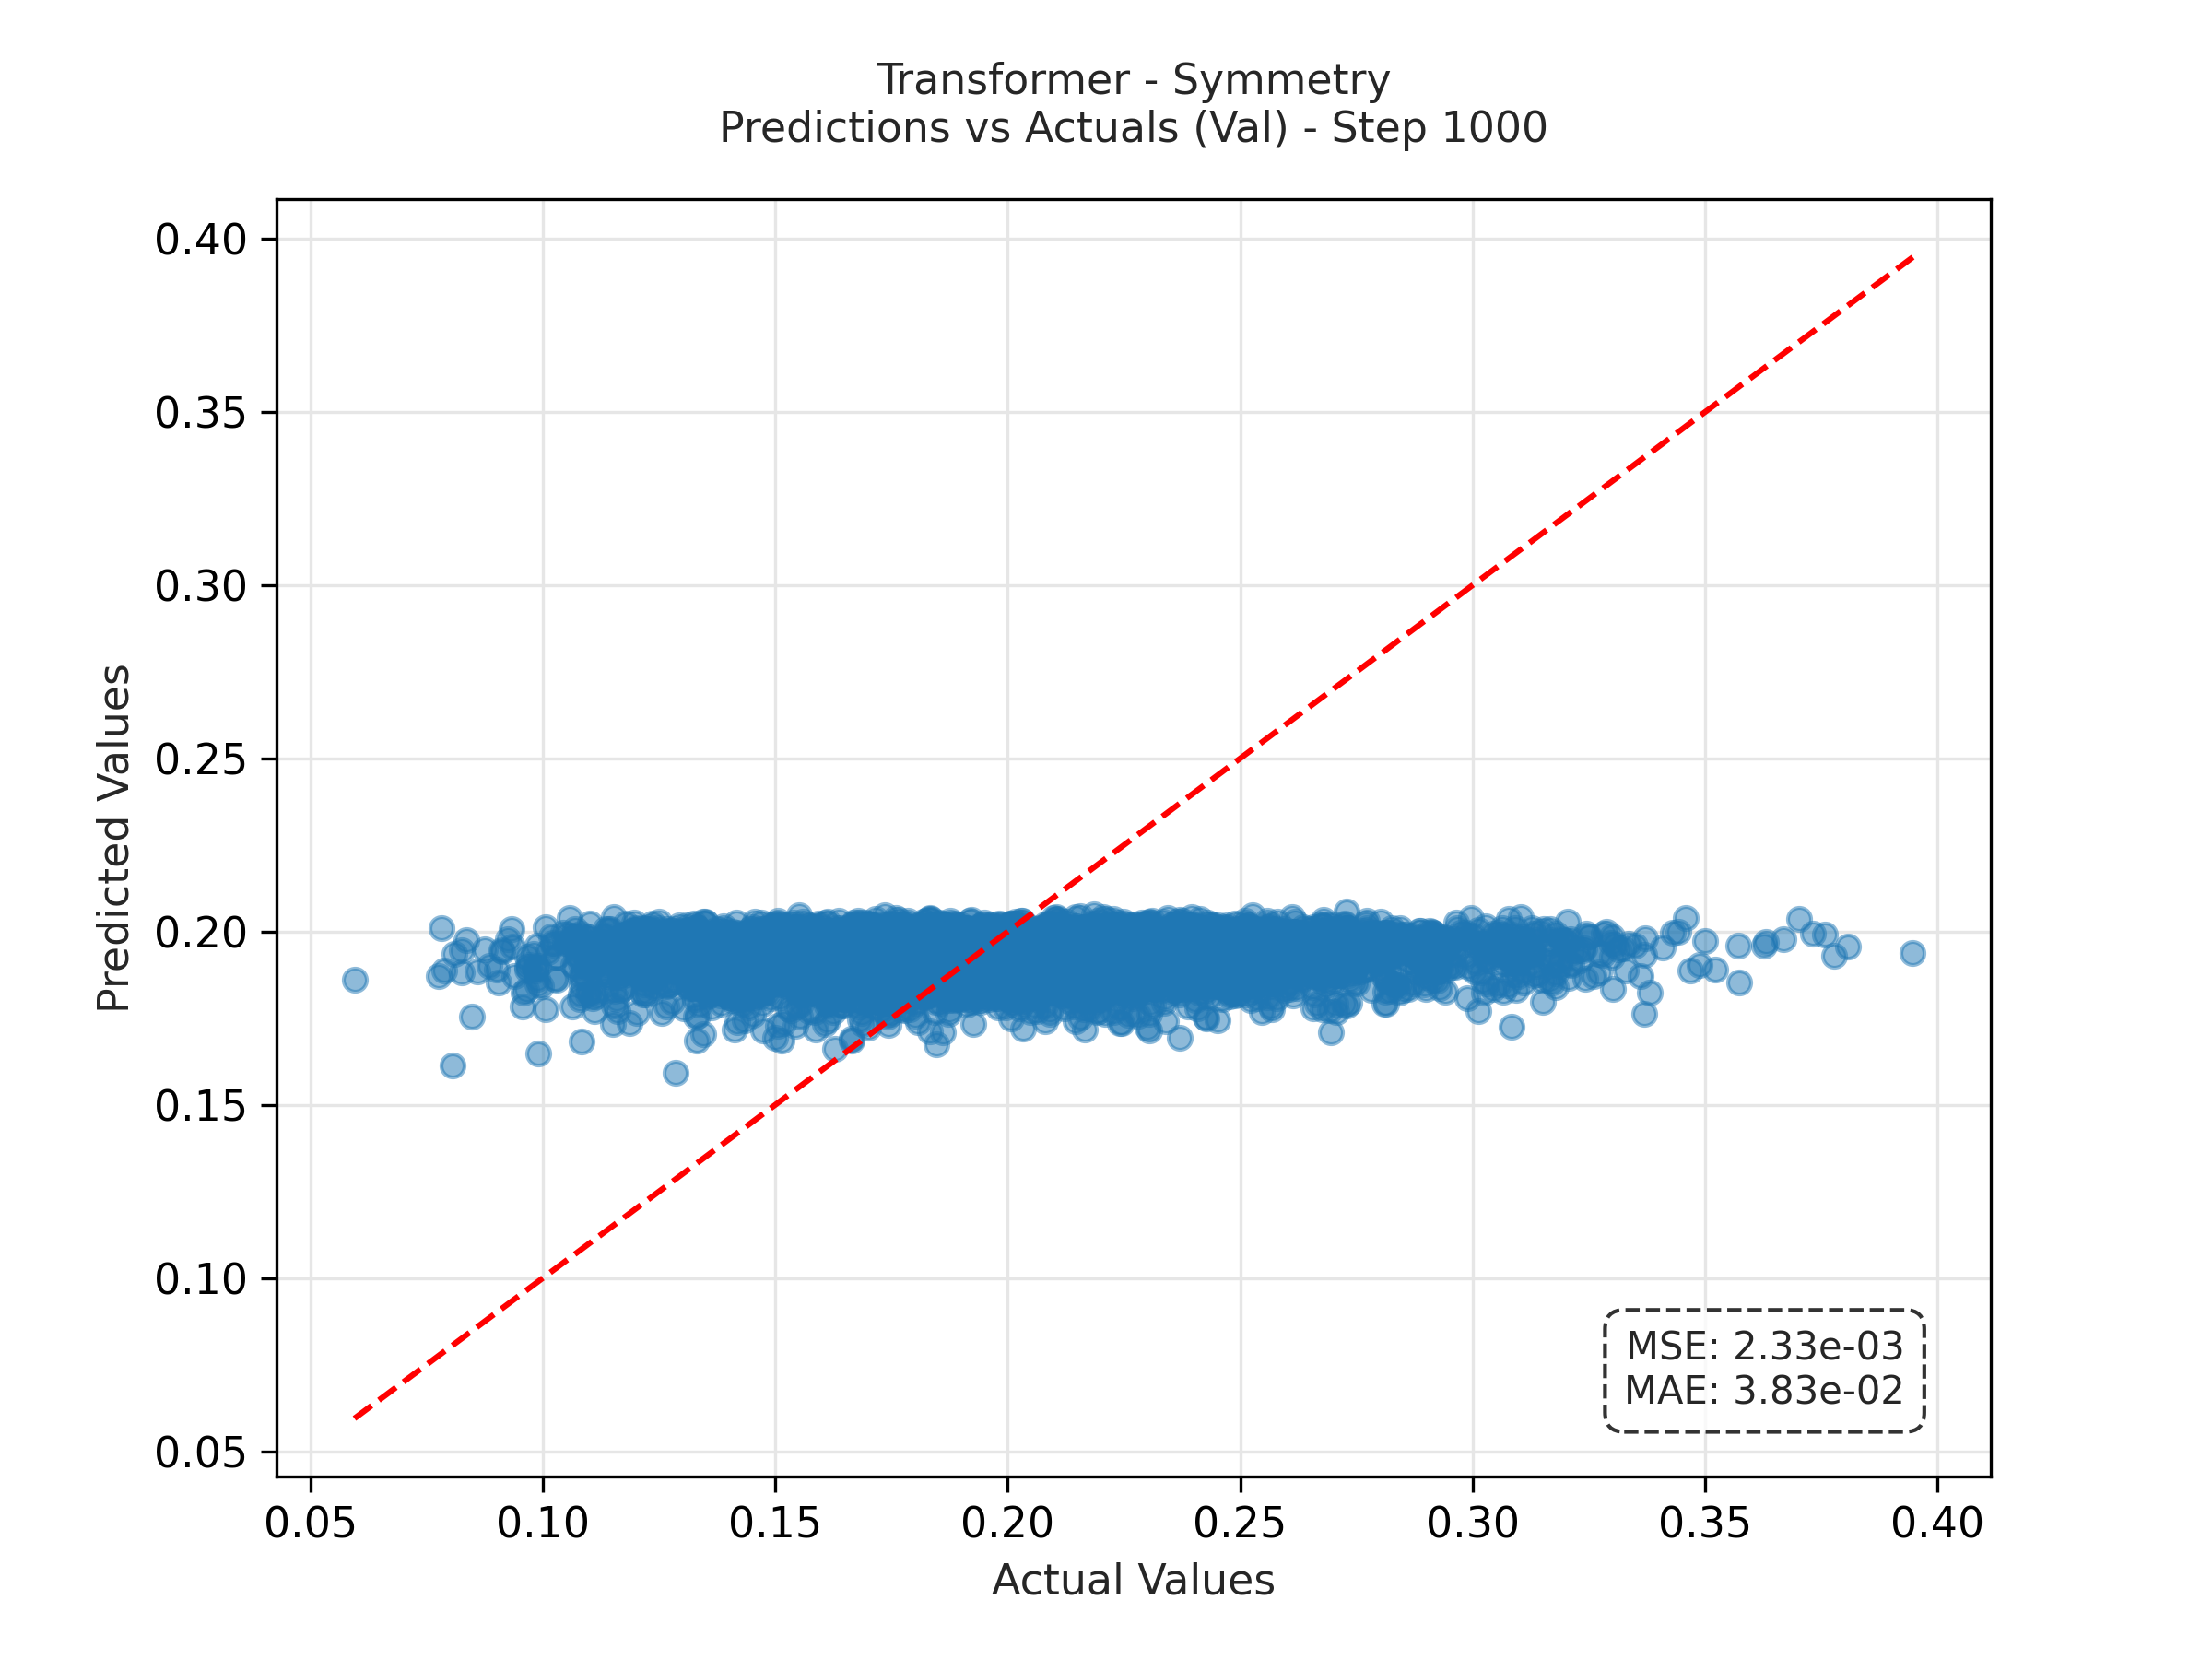 Transformer - Symmetry
Predictions vs Actuals (Val) - Step 1000
0.40
0.35
0.30
0.25
0.20
0.15
0.10
0.05
Predicted Values
MSE: 2.33e-03
MAE: 3.83e-02
0.05 0.10 0.15 0.20 0.25 0.30 0.35 0.40
Actual Values